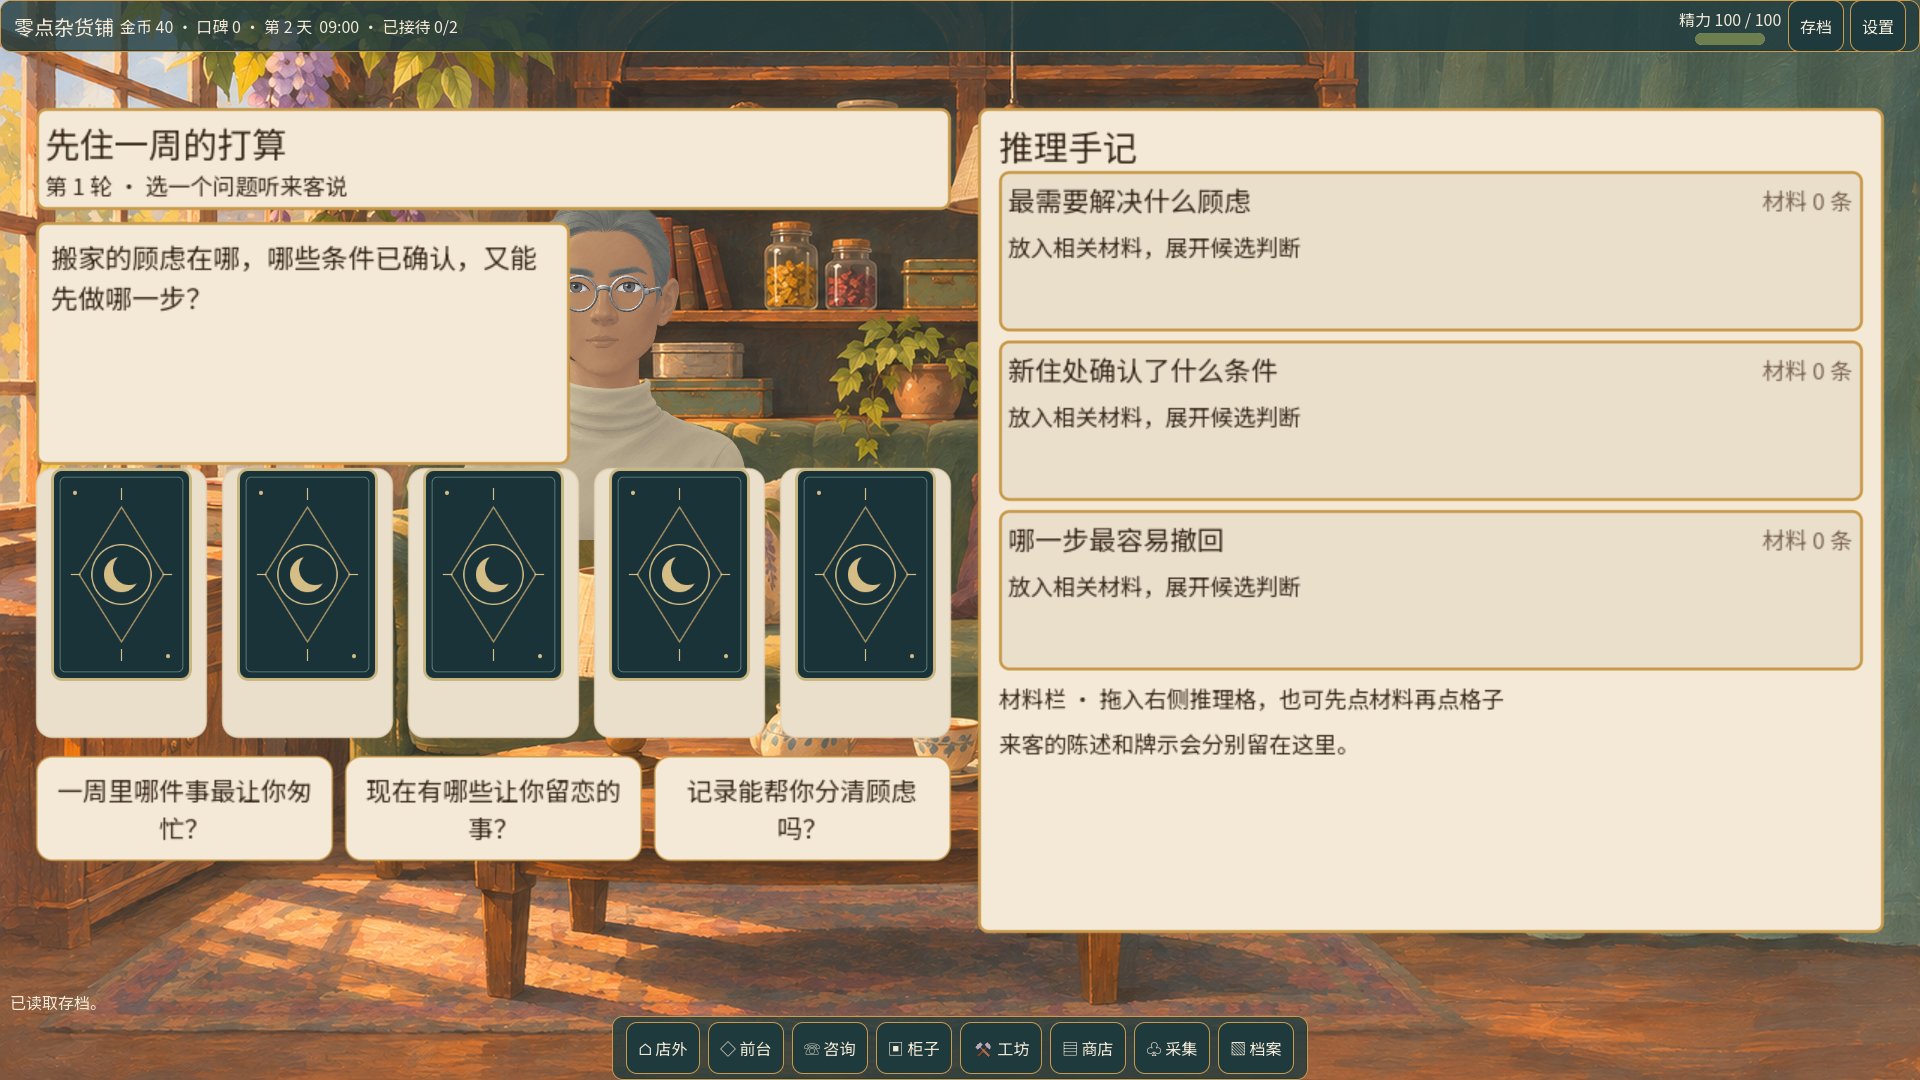 零点杂货铺 金币 40 · 口碑 0 · 第 2 天 09:00 · 已接待 0/2
精力 100 / 100
存档
设置
先住一周的打算
第 1 轮 · 选一个问题听来客说
搬家的顾虑在哪，哪些条件已确认，又能
先做哪一步？
一周里哪件事最让你匆
忙？
现在有哪些让你留恋的
事？
记录能帮你分清顾虑
吗？
推理手记
最需要解决什么顾虑
材料 0 条
放入相关材料，展开候选判断
新住处确认了什么条件
材料 0 条
放入相关材料，展开候选判断
哪一步最容易撤回
材料 0 条
放入相关材料，展开候选判断
材料栏 · 拖入右侧推理格，也可先点材料再点格子
来客的陈述和牌示会分别留在这里。
已读取存档。
店外
前台
咨询
柜子
工坊
商店
采集
档案